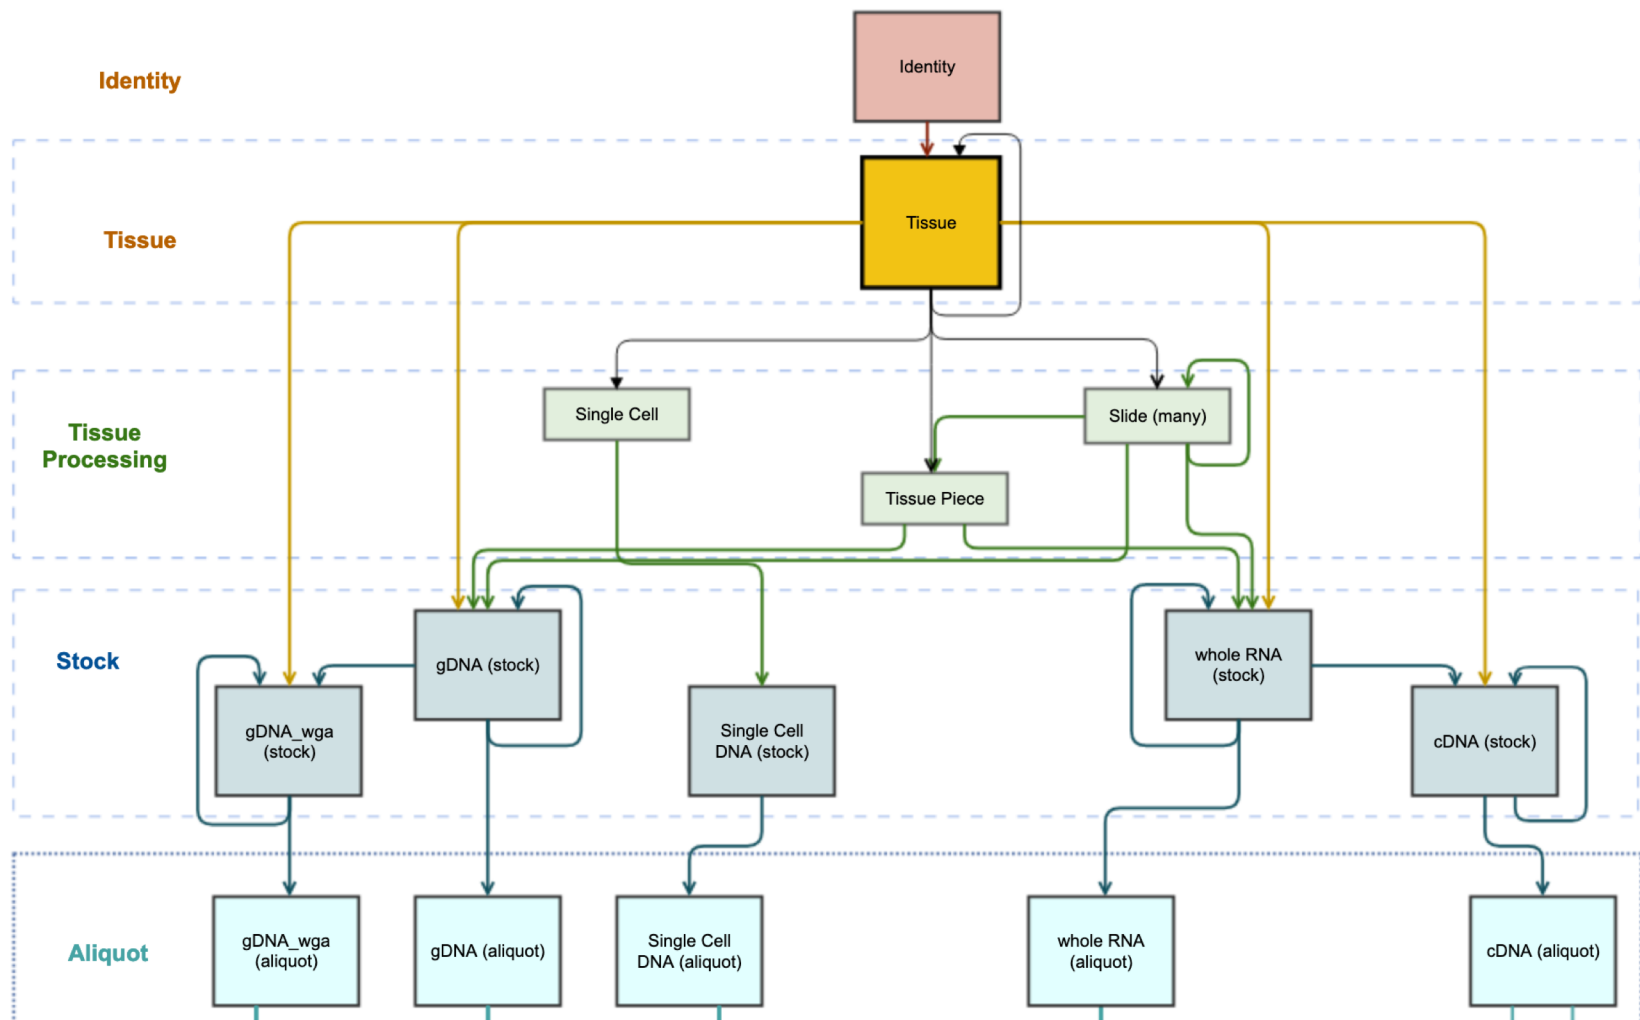 Identity
Identity
Tissue
Tissue
Single Cell
Slide (many)
Tissue
Processing
Tissue Piece
Stock
gDNA (stock)
whole RNA
(stock)
gDNA_wga
(stock)
Single Cell
DNA (stock)
cDNA (stock)
Aliquot
gDNA_wga
(aliquot)
gDNA (aliquot)
Single Cell
DNA (aliquot)
whole RNA
(aliquot)
cDNA (aliquot)